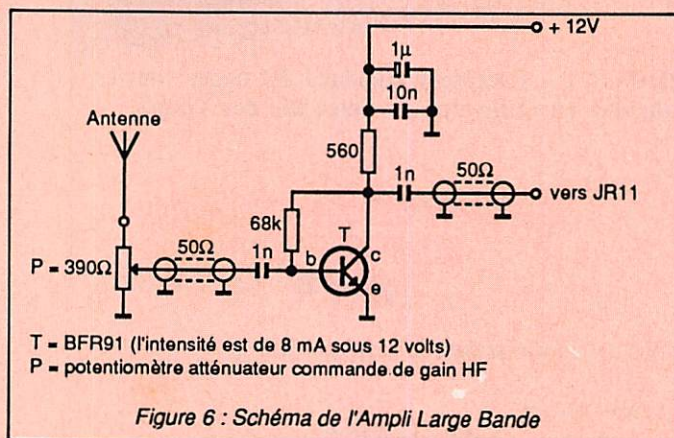 + 12V
1µ
10n
Antenne
560
1n
50Ω
vers JR11
68k
T
50Ω
1n
b
c
e
P = 390Ω
T = BFR91 (l'intensité est de 8 mA sous 12 volts)
P = potentiomètre atténuateur commande de gain HF
Figure 6 : Schéma de l'Ampli Large Bande